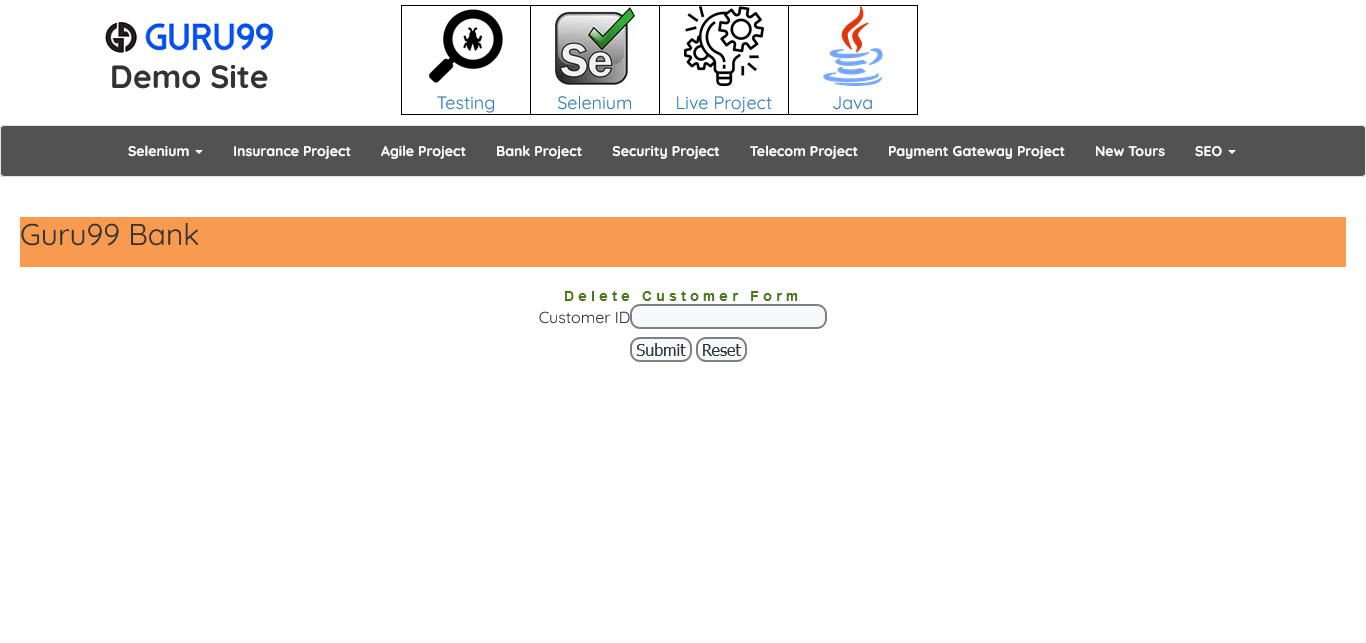 GURU99
Demo Site
Se
Testing Selenium Live Project Java
Selenium Insurance Project Agile Project Bank Project Security Project Telecom Project Payment Gateway Project New Tours SEO
Guru99 Bank
Delete Customer Form
Customer ID
Submit Reset